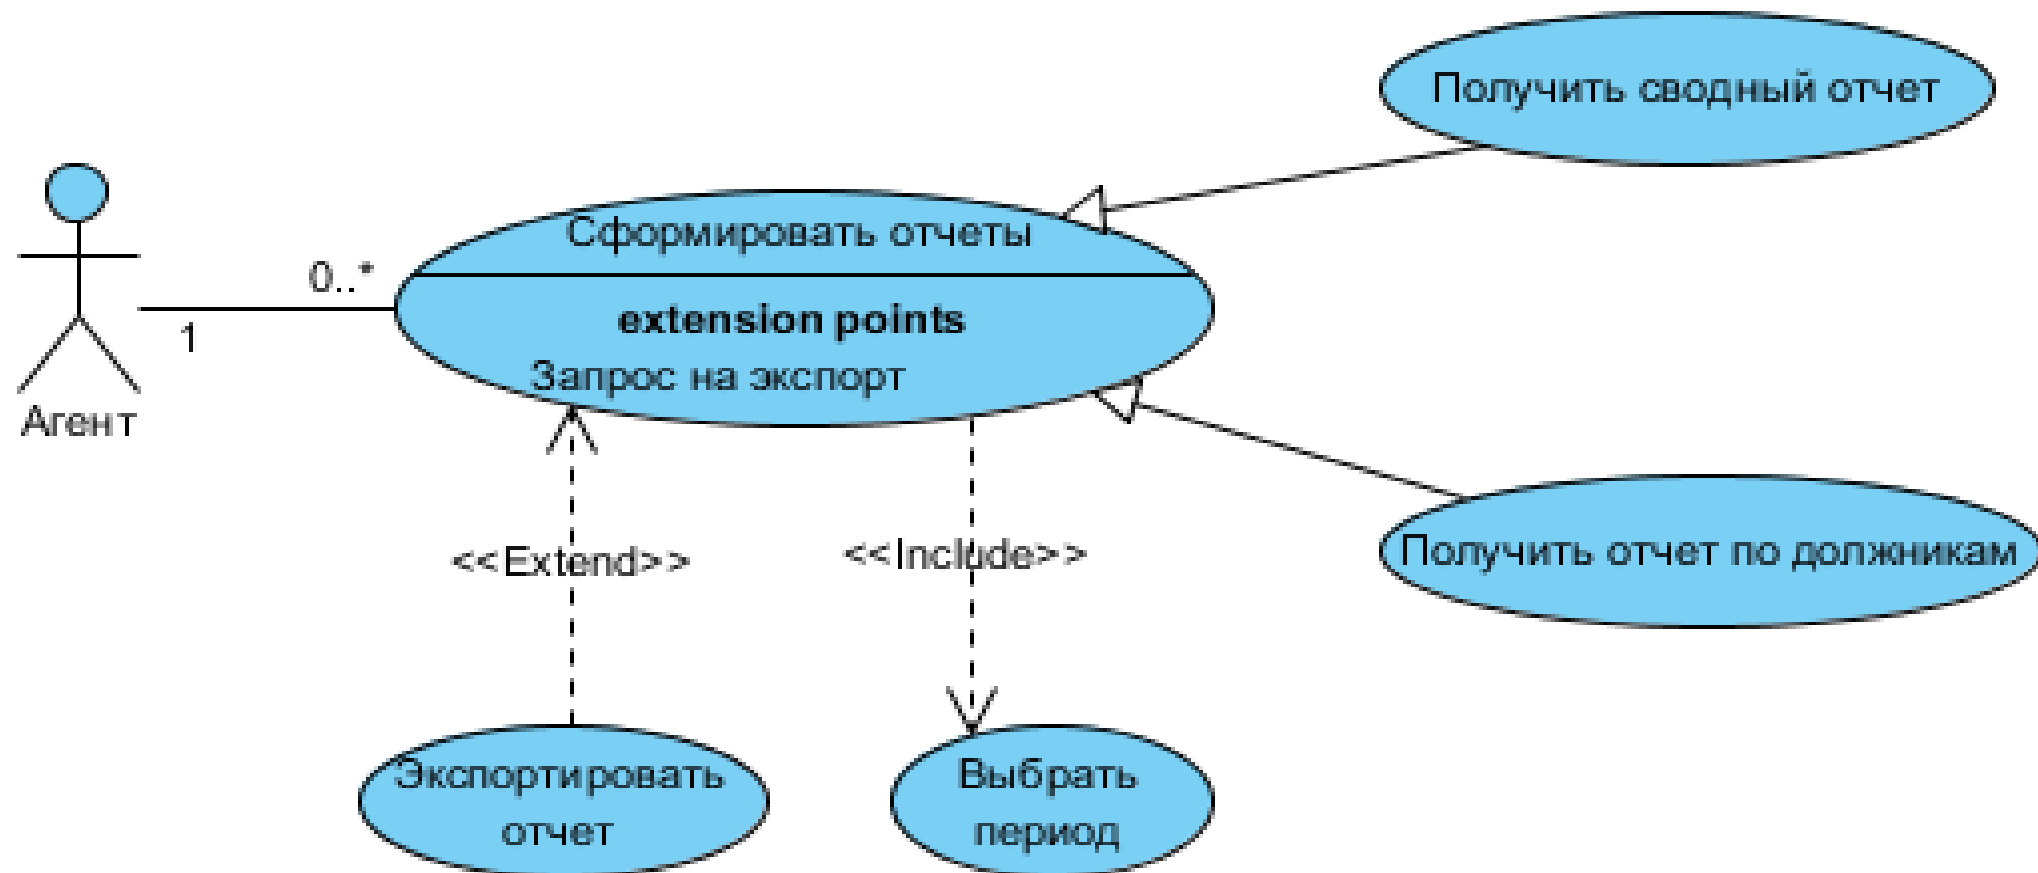 Получить сводный отчет
Сформировать отчеты
0..*
extension points
1
Запрос на экспорт
Агент
<<Extend>>
<<Include>>
Получить отчет по должникам
Экспортировать
отчет
Выбрать
период